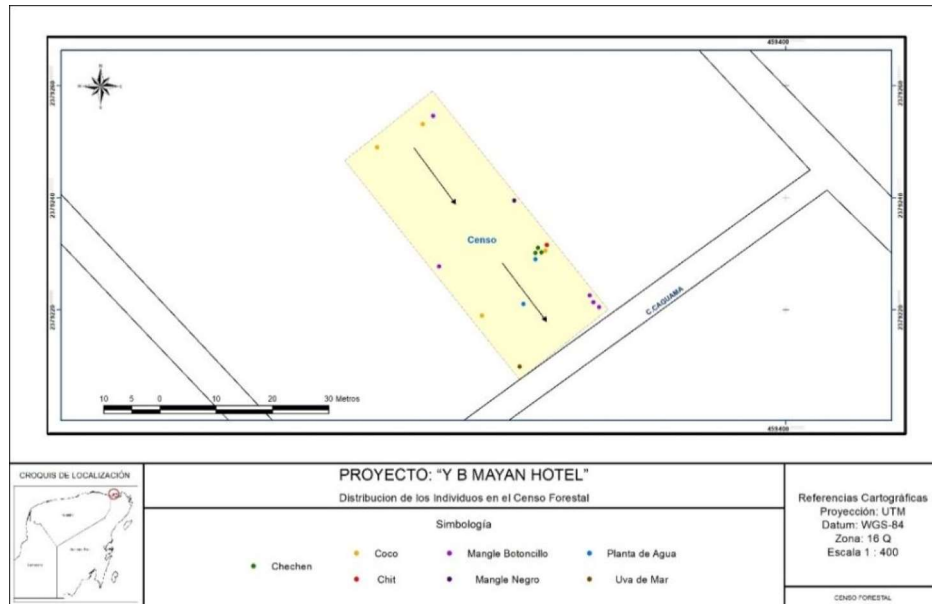 459400
2379260
2379260
2379240
2379240
Censo
2379220
2379220
C.CAGUAMA
10 5 0 10 20 30 Metros
459400
CROQUIS DE LOCALIZACIÓN
PROYECTO: “Y B MAYAN HOTEL”
Distribucion de los Individuos en el Censo Forestal
Simbología
Chechen
Coco
Mangle Botoncillo
Planta de Agua
Chit
Mangle Negro
Uva de Mar
Referencias Cartográficas
Proyección: UTM
Datum: WGS-84
Zona: 16 Q
Escala 1 : 400
CENSO FORESTAL